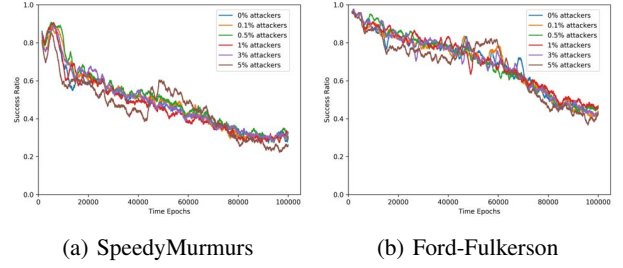 1.0
0.8
0.6
0.4
0.2
0.0
Success Ratio
0% attackers
0.1% attackers
0.5% attackers
1% attackers
3% attackers
5% attackers
0
20000
40000
60000
80000
100000
Time Epochs
(a) SpeedyMurmurs
1.0
0.8
0.6
0.4
0.2
0.0
Success Ratio
0% attackers
0.1% attackers
0.5% attackers
1% attackers
3% attackers
5% attackers
0
20000
40000
60000
80000
100000
Time Epochs
(b) Ford-Fulkerson